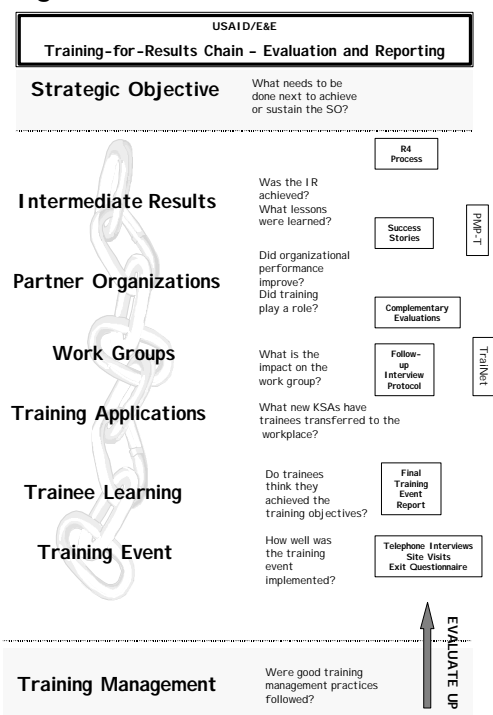 USAID/E&E
Training-for-Results Chain – Evaluation and Reporting
Strategic Objective
What needs to be
done next to achieve
or sustain the SO?
R4
Process
Intermediate Results
Was the IR
achieved?
What lessons
were learned?
Success
Stories
PMP-T
Partner Organizations
Did organizational
performance
improve?
Did training
play a role?
Complementary
Evaluations
Work Groups
What is the
impact on the
work group?
Follow-
up
Interview
Protocol
TraiNet
Training Applications
What new KSAs have
trainees transferred to the
workplace?
Trainee Learning
Do trainees
think they
achieved the
training objectives?
Final
Training
Event
Report
Training Event
How well was
the training
event
implemented?
Telephone Interviews
Site Visits
Exit Questionnaire
EVALUATE UP
Training Management
Were good training
management practices
followed?